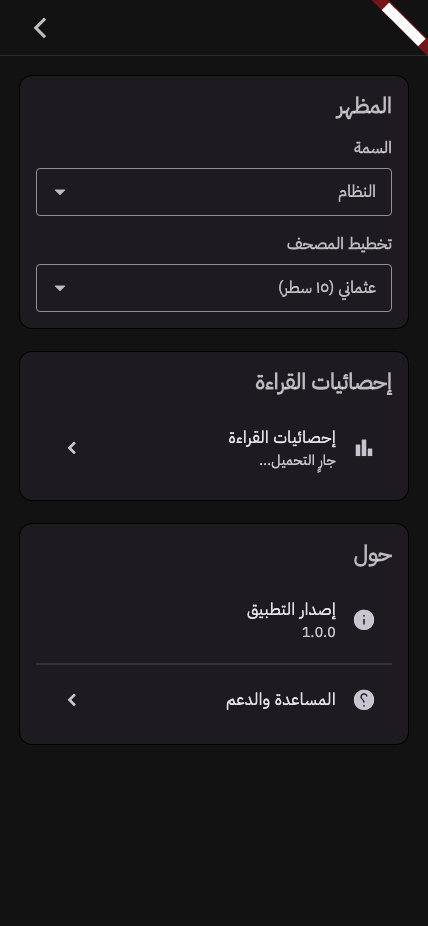 المظهر
السمة
النظام
تخطيط المصحف
عثماني (١٥ سطر)
إحصائيات القراءة
إحصائيات القراءة
جارٍ التحميل...
حول
إصدار التطبيق
1.0.0
المساعدة والدعم